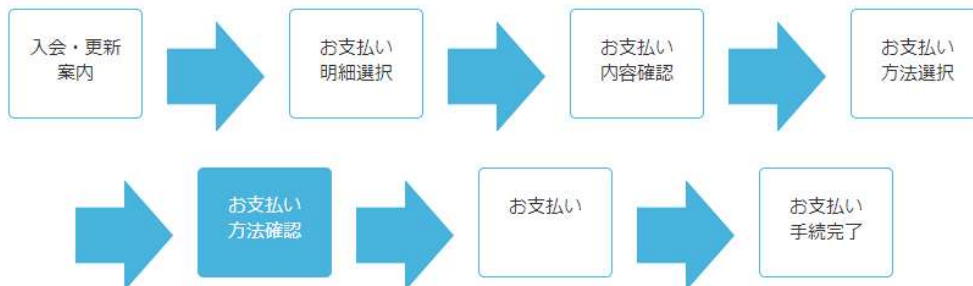 入会・更新
案内
お支払い
明細選択
お支払い
内容確認
お支払い
方法選択
お支払い
方法確認
お支払い
お支払い
手続完了